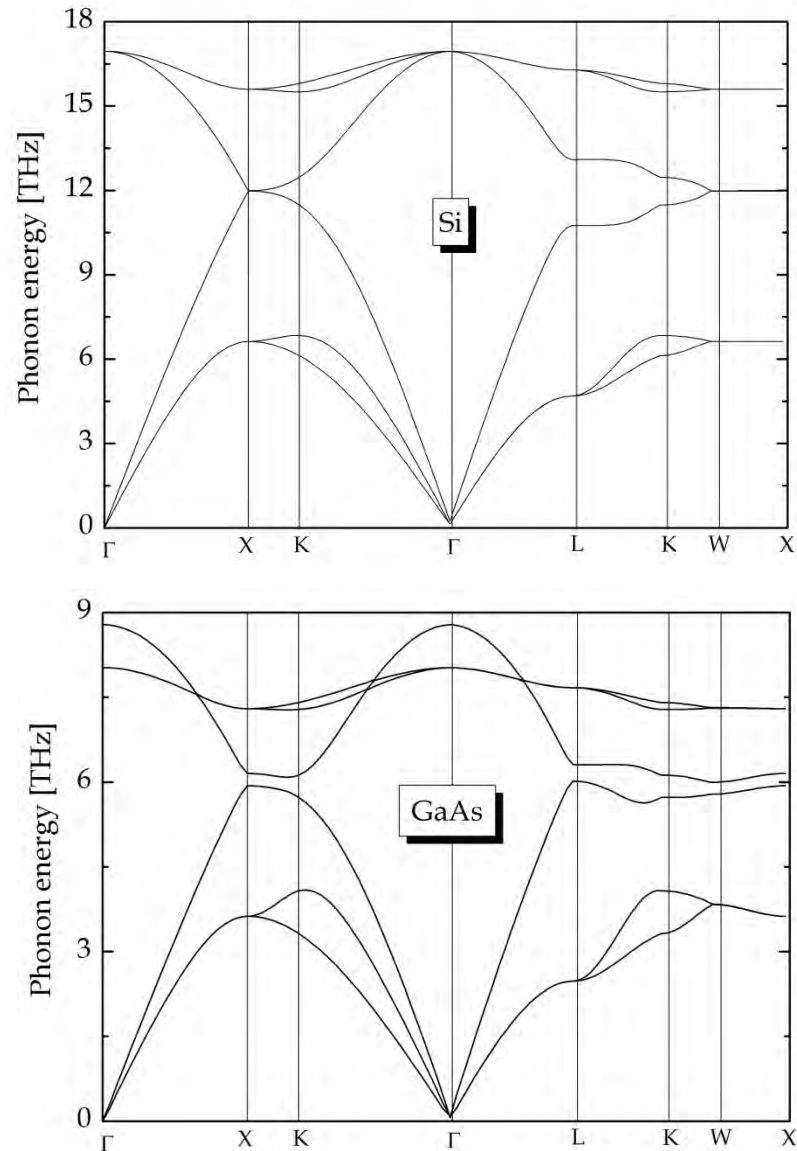 Phonon energy [THz]
18
15
12
9
6
3
0
Si
Γ X K Γ L K W X
Phonon energy [THz]
9
6
3
0
GaAs
Γ X K Γ L K W X